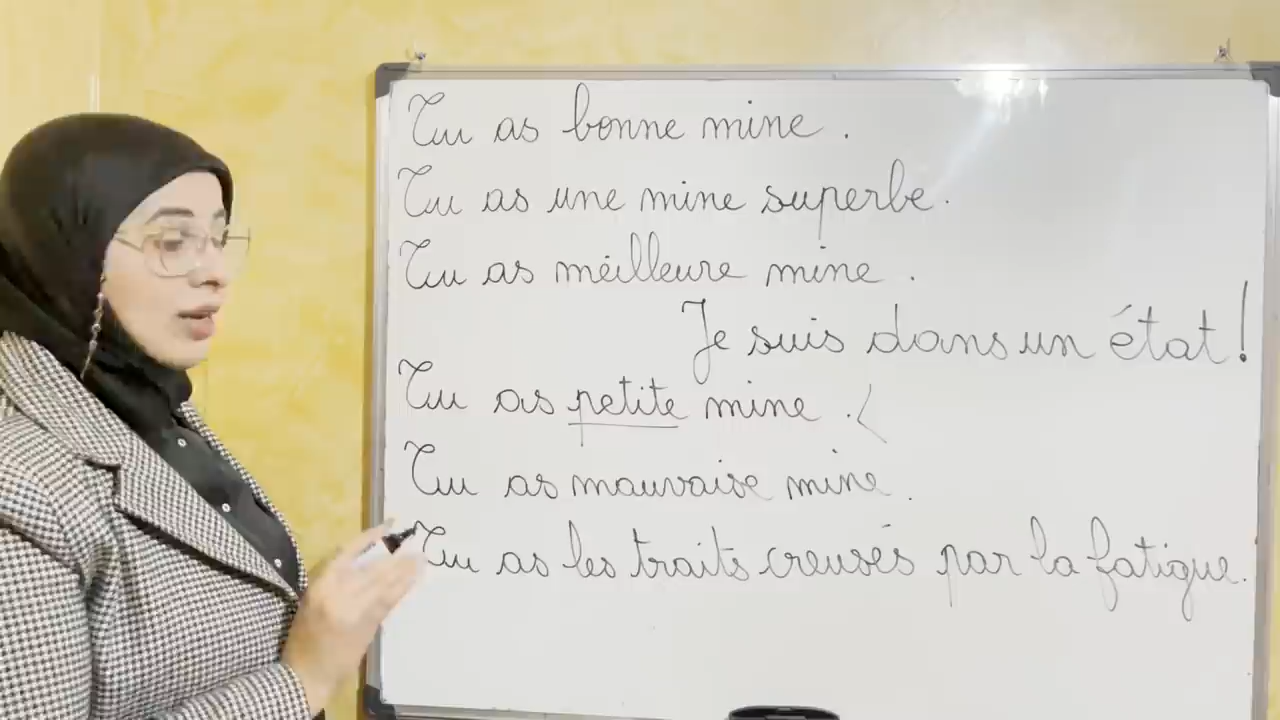 Tu as bonne mine.
Tu as une mine superbe.
Tu as méilleure mine.
Je suis dans un état!
Tu as petite mine.
Tu as mauvaise mine.
Tu as les traits creusés par la fatigue.